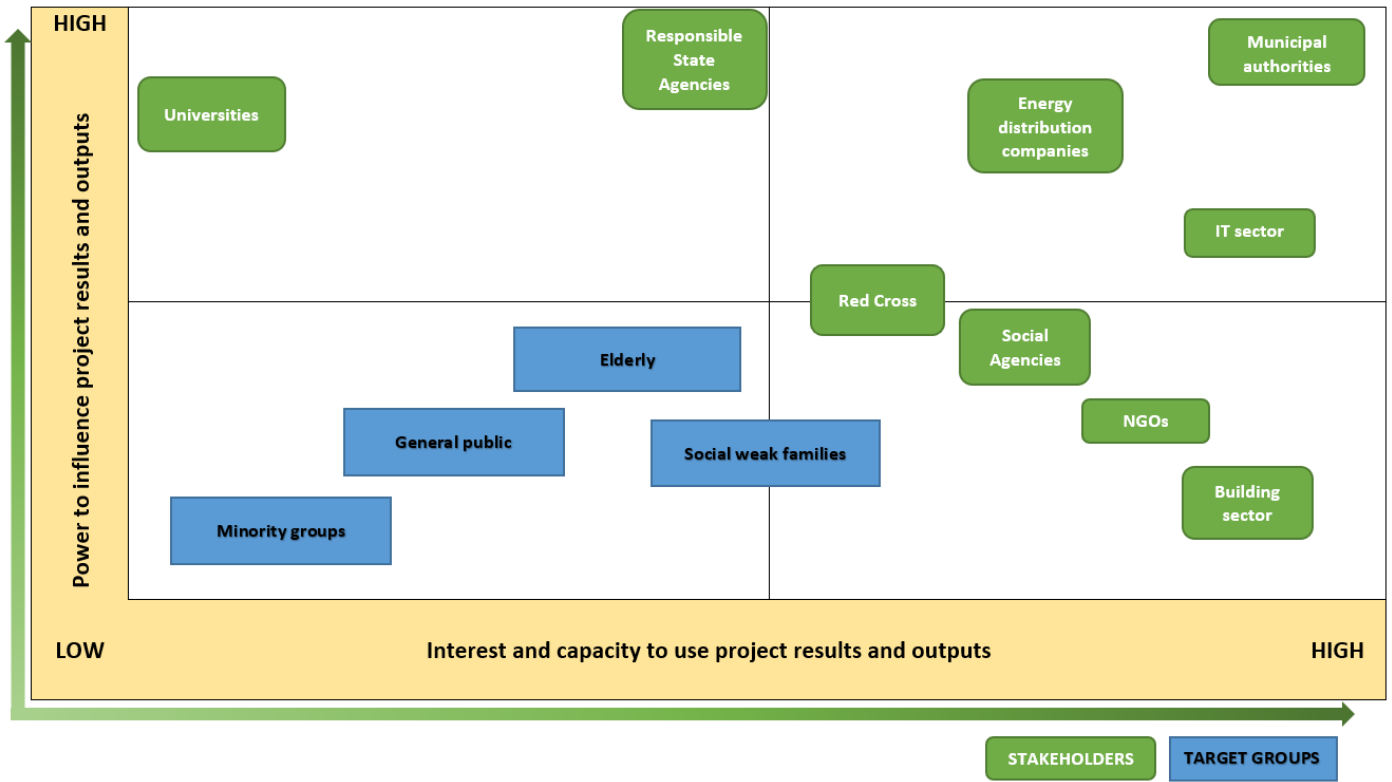 HIGH
Power to influence project results and outputs
Universities
Responsible
State
Agencies
Municipal
authorities
Energy
distribution
companies
IT sector
Red Cross
Social
Agencies
Elderly
General public
Social weak families
NGOs
Minority groups
Building
sector
LOW
Interest and capacity to use project results and outputs
HIGH
STAKEHOLDERS
TARGET GROUPS